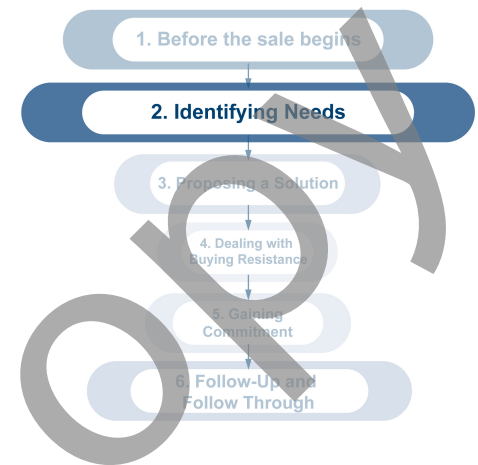 1. Before the sale begins
2. Identifying Needs
3. Proposing a Solution
4. Dealing with
Buying Resistance
5. Gaining
Commitment
6. Follow-Up and
Follow Through
opy